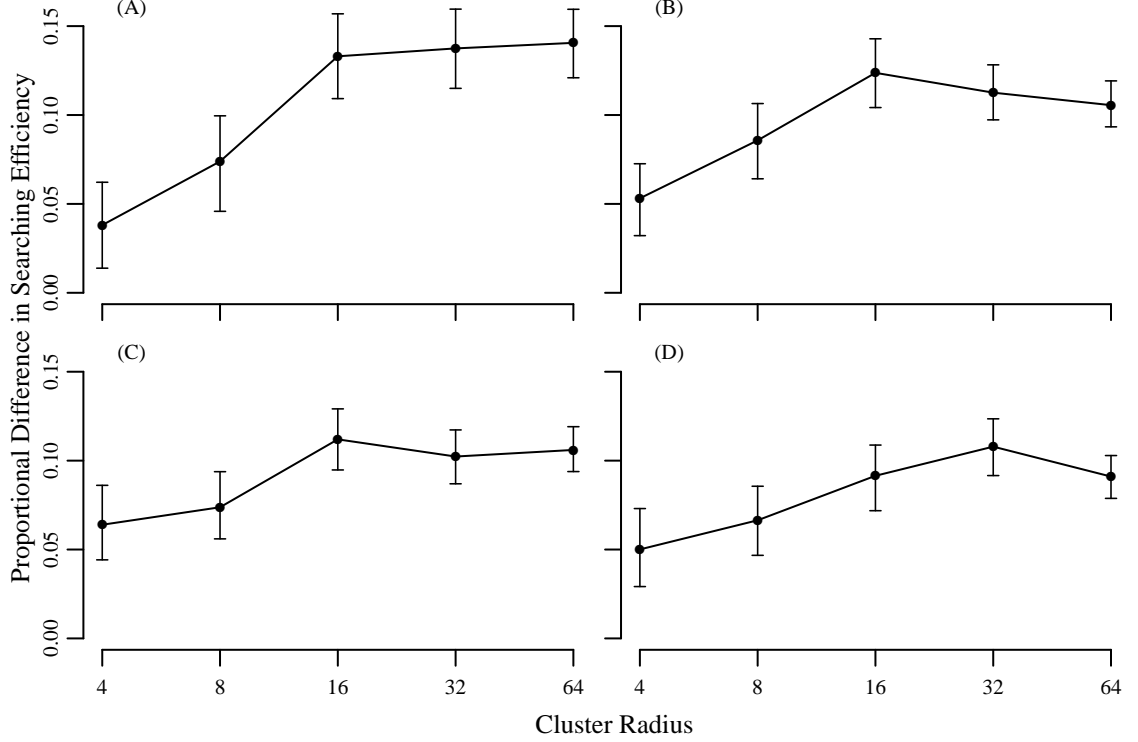 (A)
(B)
0.15
0.10
0.05
0.00
Proportional Difference in Searching Efficiency
(C)
(D)
0.15
0.10
0.05
0.00
4 8 16 32 64
4 8 16 32 64
Cluster Radius